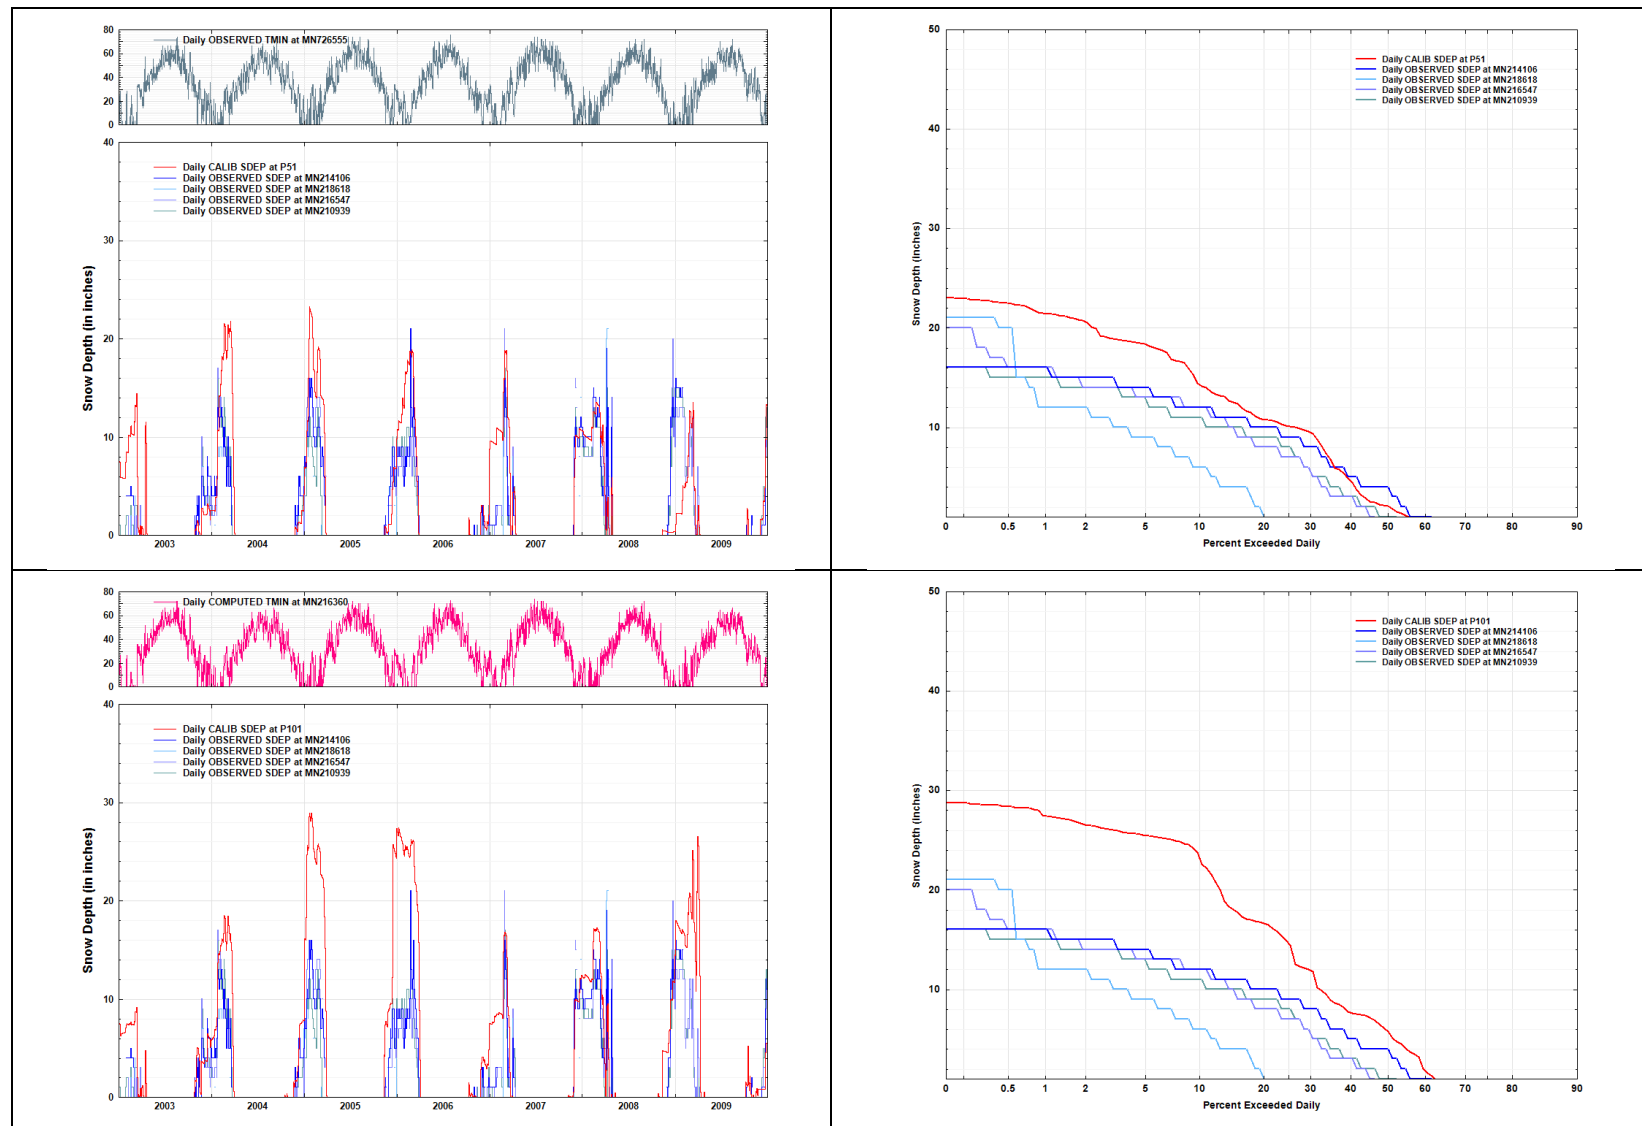 80
60
40
20
0
Daily OBSERVED TMIN at MN726555
40
30
20
10
0
Snow Depth (in inches)
Daily CALIB SDEP at P51
Daily OBSERVED SDEP at MN214106
Daily OBSERVED SDEP at MN218618
Daily OBSERVED SDEP at MN216547
Daily OBSERVED SDEP at MN210939
2003 2004 2005 2006 2007 2008 2009
50
40
30
20
10
Snow Depth (inches)
Daily CALIB SDEP at P51
Daily OBSERVED SDEP at MN214106
Daily OBSERVED SDEP at MN218618
Daily OBSERVED SDEP at MN216547
Daily OBSERVED SDEP at MN210939
0 0.5 1 2 5 10 20 30 40 50 60 70 80 90
Percent Exceeded Daily
80
60
40
20
0
Daily COMPUTED TMIN at MN216360
40
30
20
10
0
Snow Depth (in inches)
Daily CALIB SDEP at P101
Daily OBSERVED SDEP at MN214106
Daily OBSERVED SDEP at MN218618
Daily OBSERVED SDEP at MN216547
Daily OBSERVED SDEP at MN210939
2003 2004 2005 2006 2007 2008 2009
50
40
30
20
10
Snow Depth (inches)
Daily CALIB SDEP at P101
Daily OBSERVED SDEP at MN214106
Daily OBSERVED SDEP at MN218618
Daily OBSERVED SDEP at MN216547
Daily OBSERVED SDEP at MN210939
0 0.5 1 2 5 10 20 30 40 50 60 70 80 90
Percent Exceeded Daily